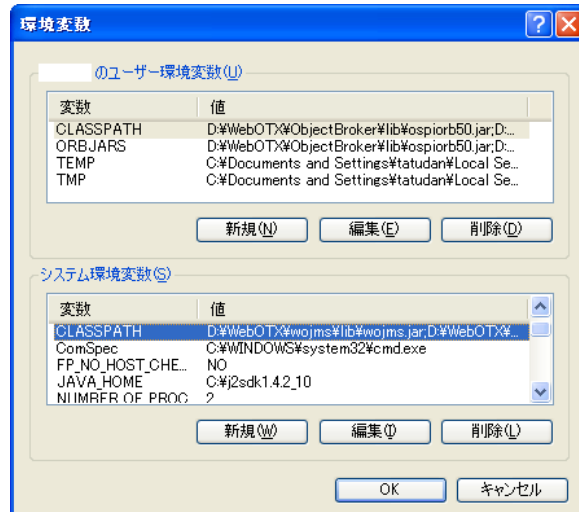 環境変数
のユーザー環境変数(U)
変数 値
CLASSPATH D:¥WebOTX¥ObjectBroker¥lib¥ospiorb50.jar;D:...
ORBJARS D:¥WebOTX¥ObjectBroker¥lib¥ospiorb50.jar;D:...
TEMP C:¥Documents and Settings¥tatudan¥Local Se...
TMP C:¥Documents and Settings¥tatudan¥Local Se...
新規(N) 編集(E) 削除(D)
システム環境変数(S)
変数 値
CLASSPATH D:¥WebOTX¥wojms¥lib¥wojms.jar;D:¥WebOTX¥...
ComSpec C:¥WINDOWS¥system32¥cmd.exe
FP_NO_HOST_CHE... NO
JAVA_HOME C:¥j2sdk1.4.2_10
NUMBER OF PROC 2
新規(W) 編集(I) 削除(L)
OK キャンセル